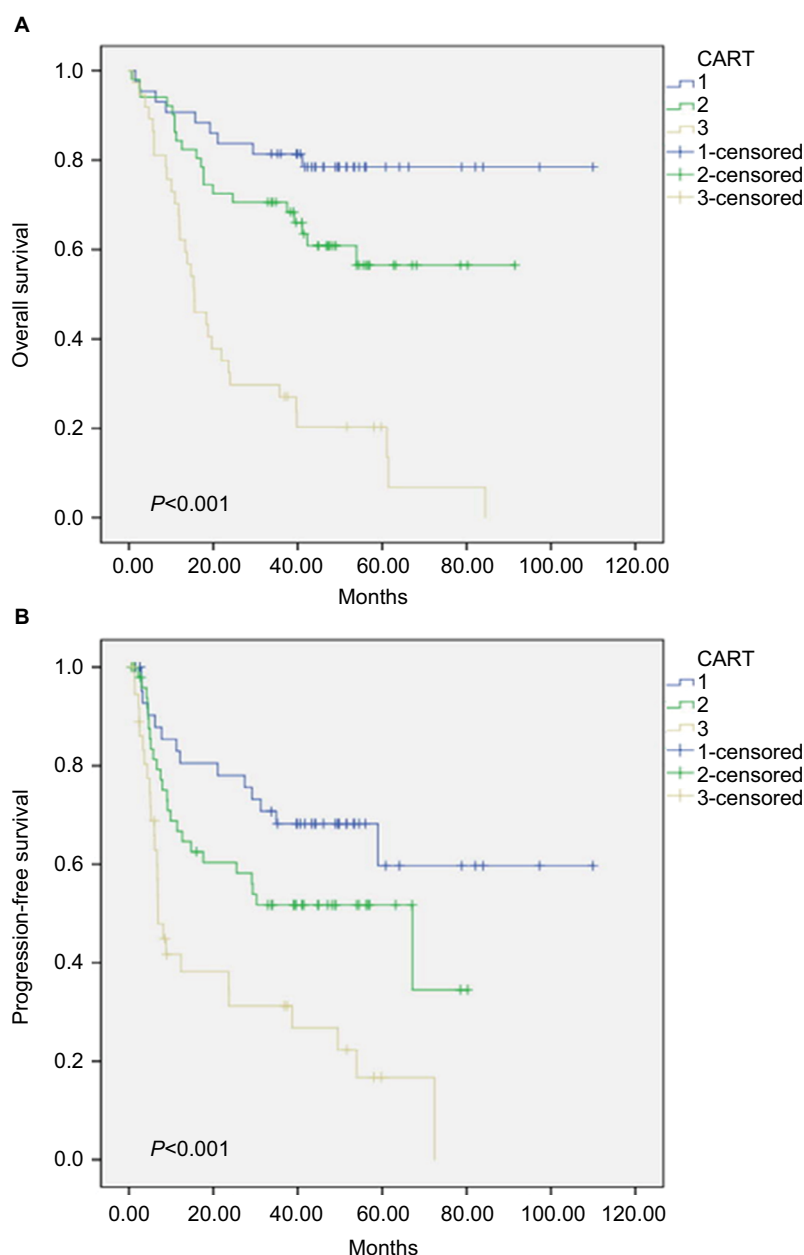 A
CART
1
2
3
1-censored
2-censored
3-censored
1.0
0.8
0.6
0.4
0.2
0.0
Overall survival
P<0.001
0.00 20.00 40.00 60.00 80.00 100.00 120.00
Months
B
CART
1
2
3
1-censored
2-censored
3-censored
1.0
0.8
0.6
0.4
0.2
0.0
Progression-free survival
P<0.001
0.00 20.00 40.00 60.00 80.00 100.00 120.00
Months